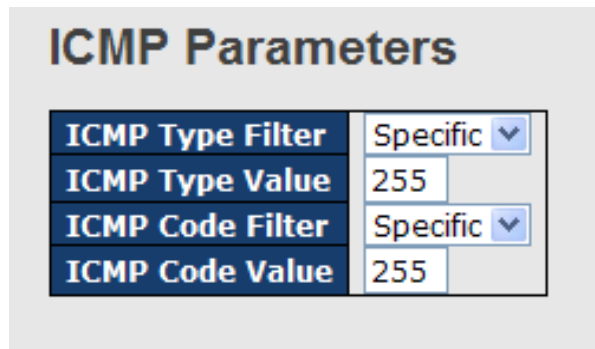 ICMP Parameters
ICMP Type Filter Specific
ICMP Type Value 255
ICMP Code Filter Specific
ICMP Code Value 255